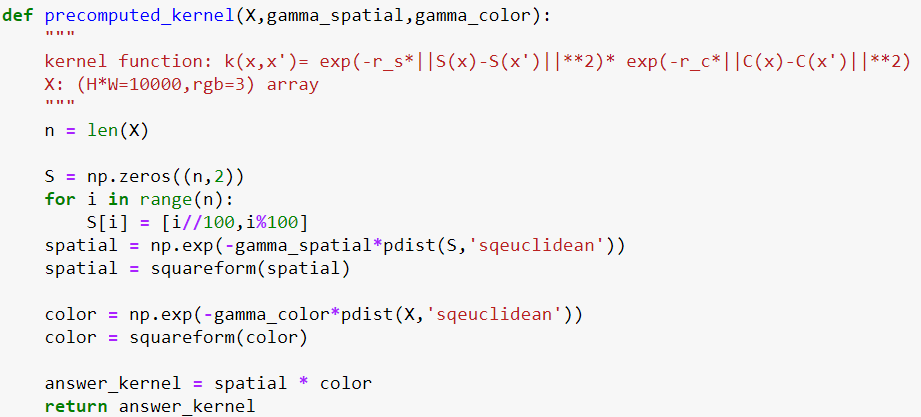 def precomputed_kernel(X,gamma_spatial,gamma_color):
    """
    kernel function: k(x,x')= exp(-r_s*||S(x)-S(x')||**2)* exp(-r_c*||C(x)-C(x')||**2)
    X: (H*W=10000,rgb=3) array
    """
    n = len(X)

    S = np.zeros((n,2))
    for i in range(n):
        S[i] = [i//100,i%100]
    spatial = np.exp(-gamma_spatial*pdist(S,'sqeuclidean'))
    spatial = squareform(spatial)

    color = np.exp(-gamma_color*pdist(X,'sqeuclidean'))
    color = squareform(color)

    answer_kernel = spatial * color
    return answer_kernel